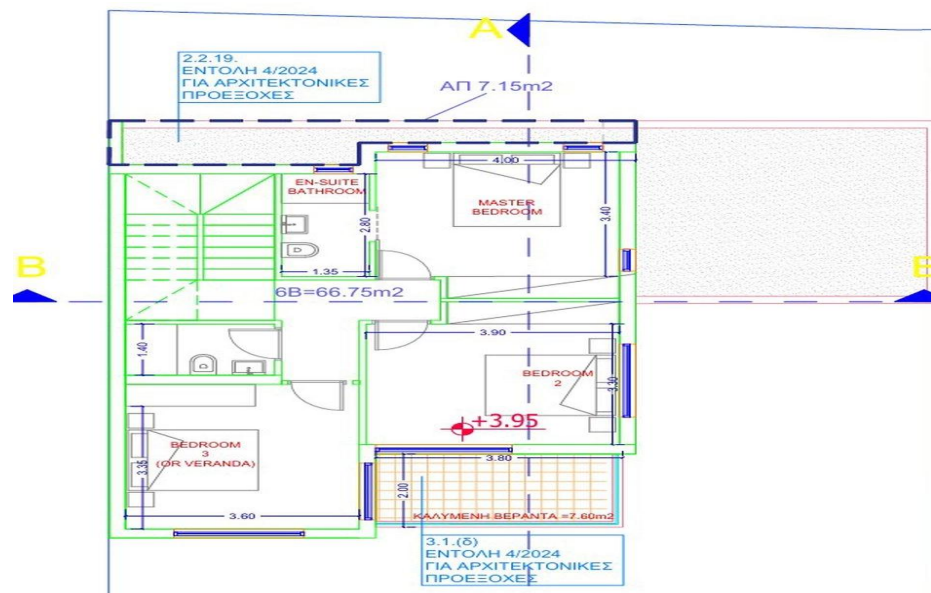 A
2.2.19.
ΕΝΤΟΛΗ 4/2024
ΓΙΑ ΑΡΧΙΤΕΚΤΟΝΙΚΕΣ
ΠΡΟΕΞΟΧΕΣ
ΑΠ 7.15m2
4.00
EN-SUITE
BATHROOM
MASTER
BEDROOM
3.40
2.80
1.35
B
B
6B=66.75m2
3.90
1.40
BEDROOM
2
3.30
+3.95
BEDROOM
3
(OR VERANDA)
3.35
3.80
2.00
3.60
ΚΑΛΥΜΕΝΗ ΒΕΡΑΝΤΑ =7.60m2
3.1.(δ)
ΕΝΤΟΛΗ 4/2024
ΓΙΑ ΑΡΧΙΤΕΚΤΟΝΙΚΕΣ
ΠΡΟΕΞΟΧΕΣ